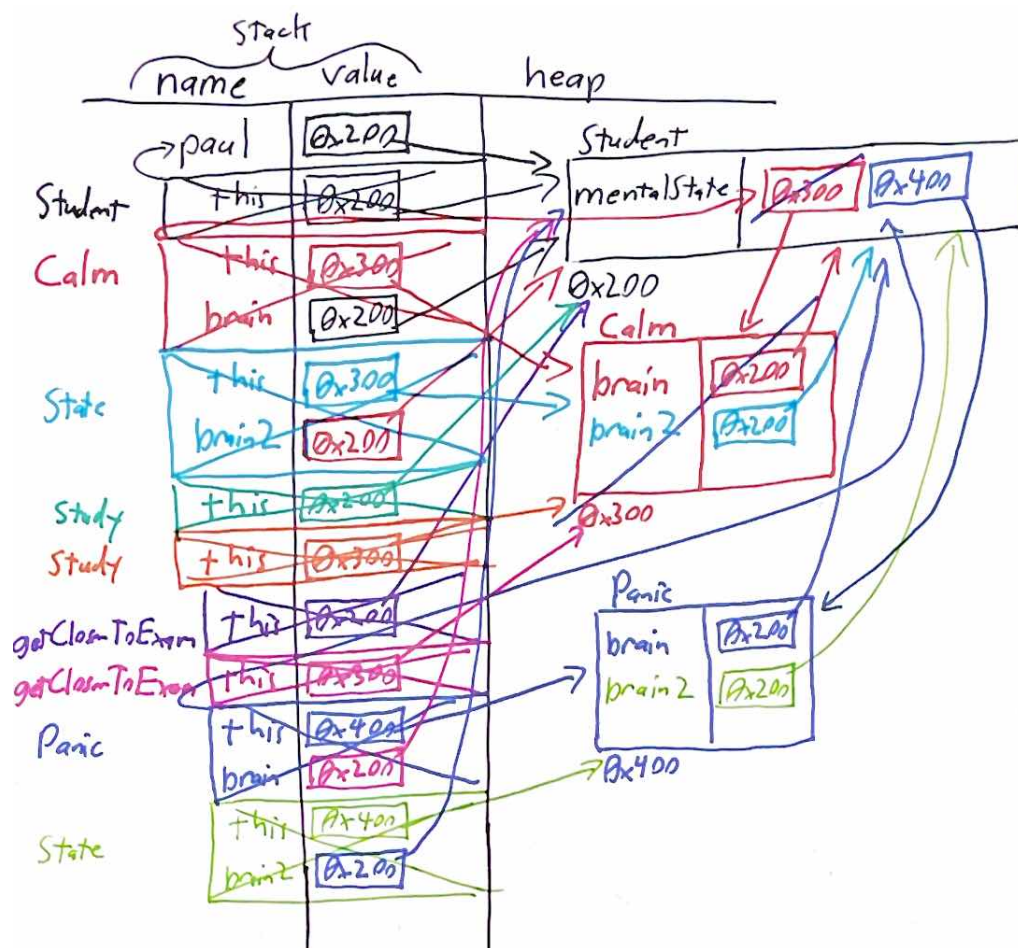 stack
name value heap
paul 0x200
Student
mentalState 0x300 0x400
Student this 0x200
0x200
Calm this 0x300
brain 0x200
Calm
brain 0x200
brain2 0x200
0x300
State this 0x300
brain2 0x200
study this 0x200
study this 0x300
getCloserToExam this 0x200
getCloserToExam this 0x300
Panic
brain 0x200
brain2 0x200
0x400
Panic this 0x400
brain 0x200
State this 0x400
brain2 0x200